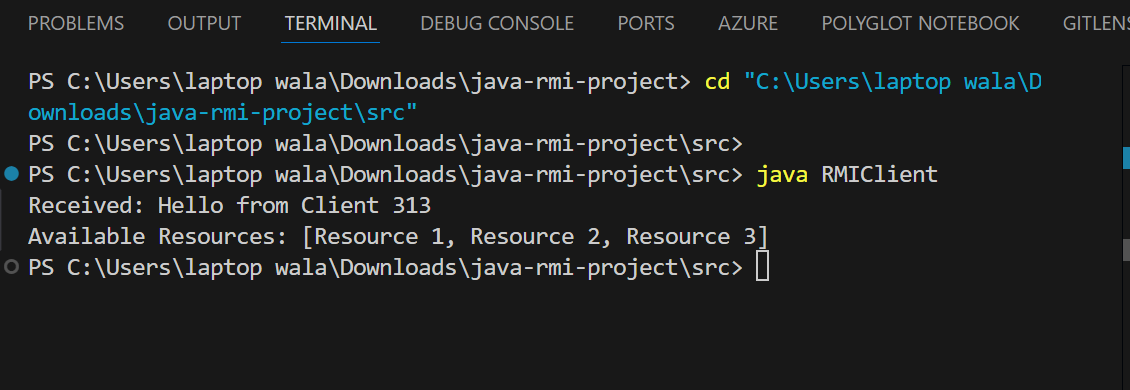 PROBLEMS OUTPUT TERMINAL DEBUG CONSOLE PORTS AZURE POLYGLOT NOTEBOOK GITLENS
PS C:\Users\laptop wala\Downloads\java-rmi-project> cd "C:\Users\laptop wala\D
ownloads\java-rmi-project\src"
PS C:\Users\laptop wala\Downloads\java-rmi-project\src>
PS C:\Users\laptop wala\Downloads\java-rmi-project\src> java RMIClient
Received: Hello from Client 313
Available Resources: [Resource 1, Resource 2, Resource 3]
PS C:\Users\laptop wala\Downloads\java-rmi-project\src>